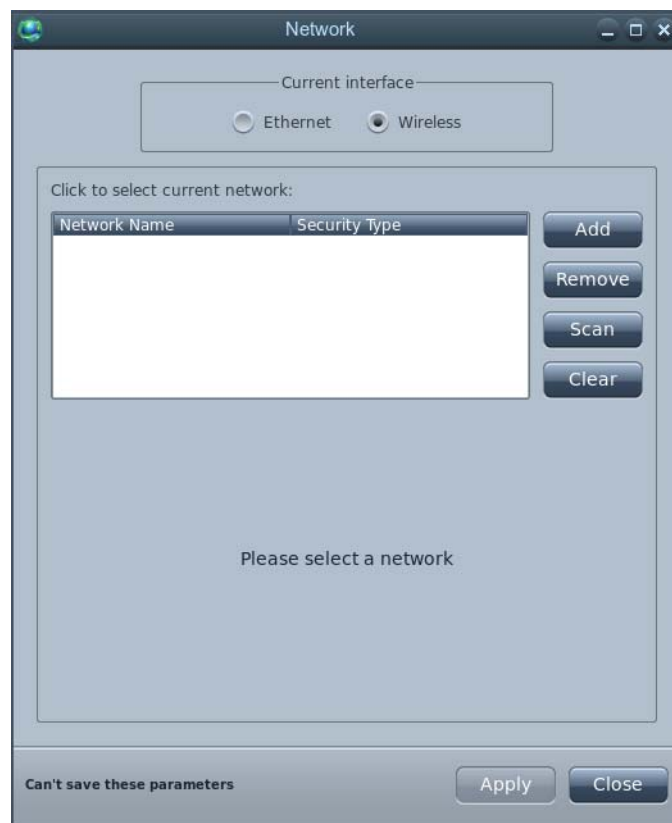 Network
Current interface
Ethernet Wireless
Click to select current network:
Network Name Security Type
Add
Remove
Scan
Clear
Please select a network
Can't save these parameters
Apply Close